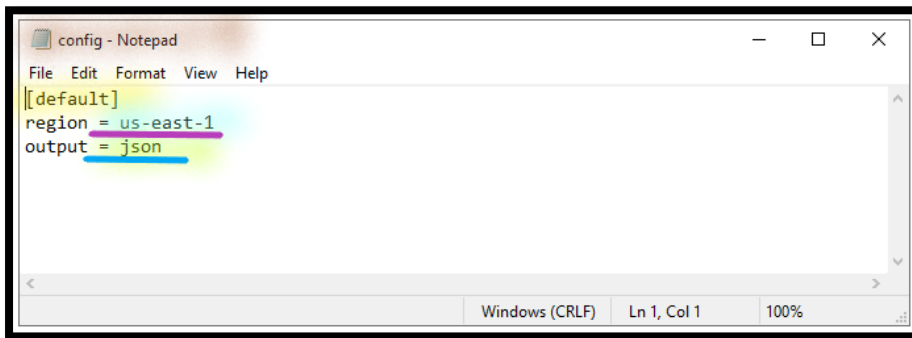 config - Notepad
File Edit Format View Help
[default]
region = us-east-1
output = json
Windows (CRLF) Ln 1, Col 1 100%